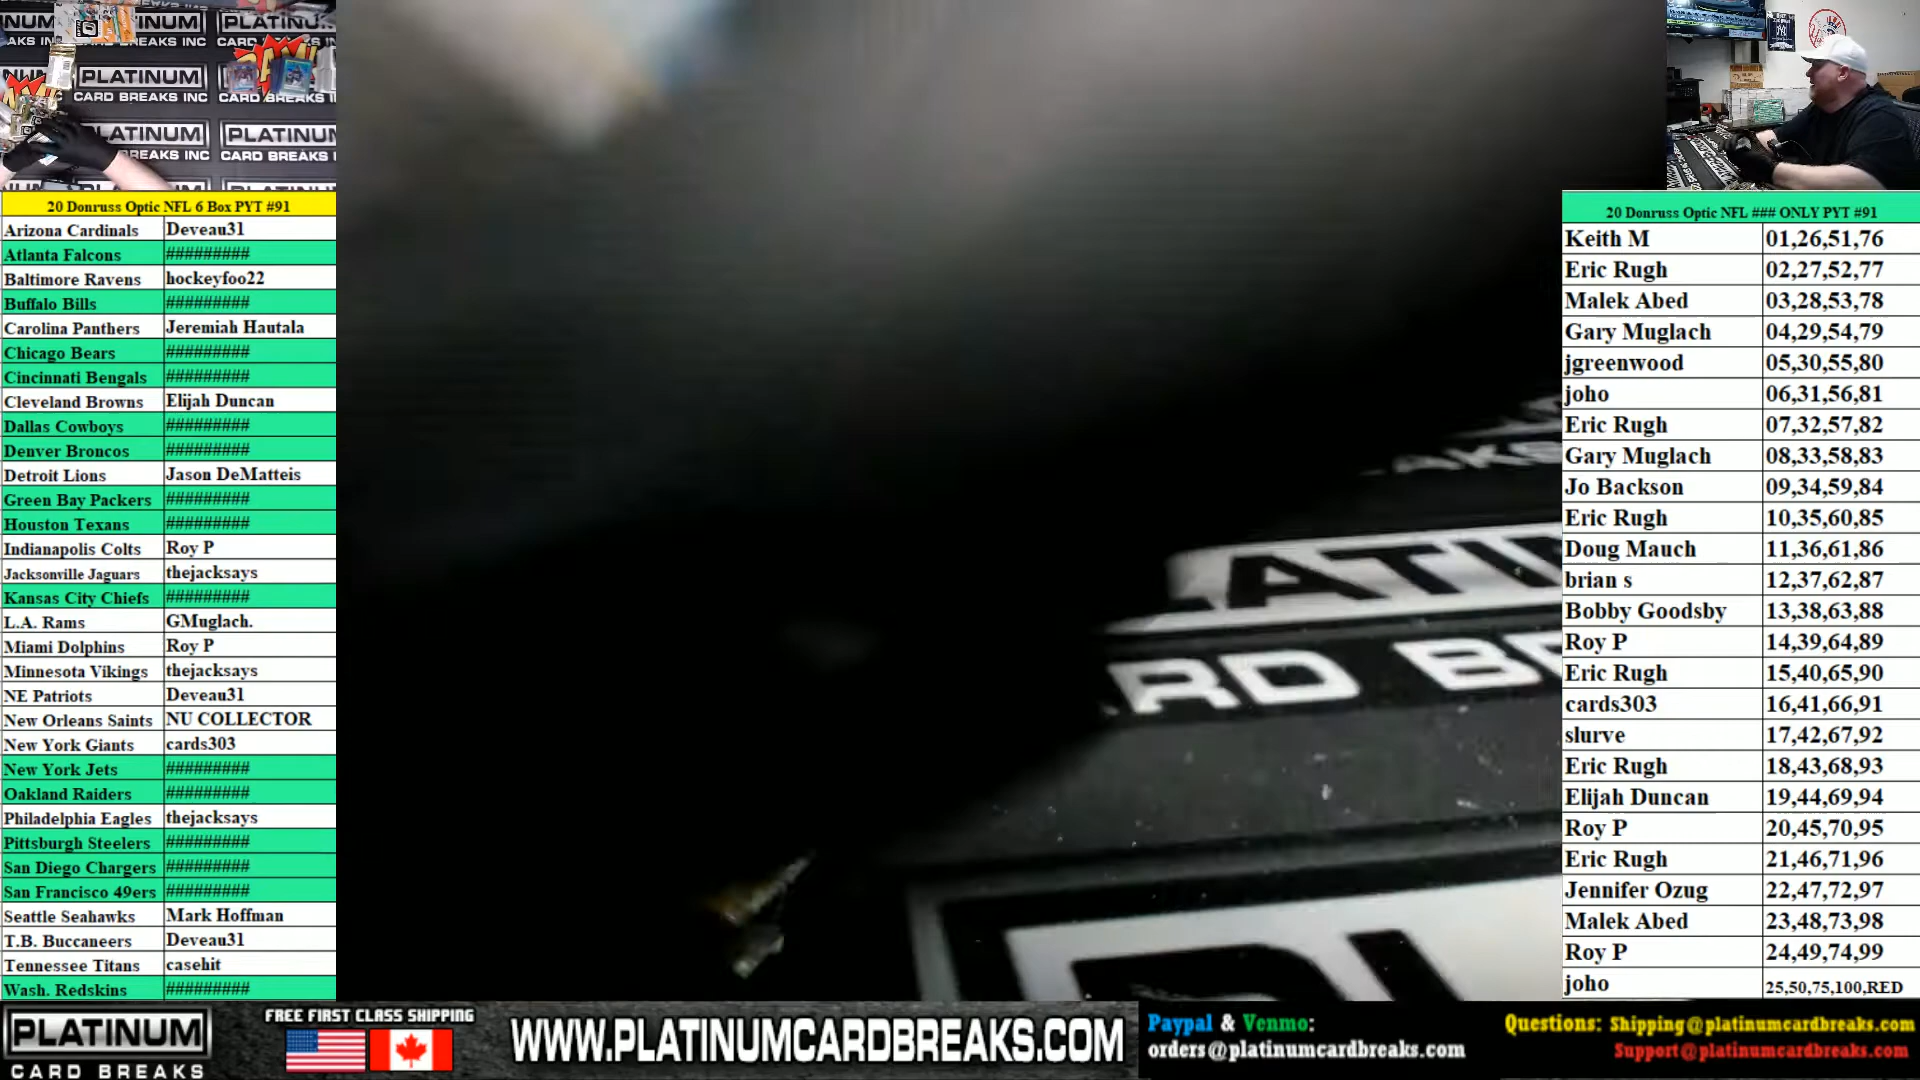 PLATINUM
CARD BREAKS INC
20 Donruss Optic NFL 6 Box PYT #91
Arizona Cardinals Deveau31
Atlanta Falcons #########
Baltimore Ravens hockeyfoo22
Buffalo Bills #########
Carolina Panthers Jeremiah Hautala
Chicago Bears #########
Cincinnati Bengals #########
Cleveland Browns Elijah Duncan
Dallas Cowboys #########
Denver Broncos #########
Detroit Lions Jason DeMatteis
Green Bay Packers #########
Houston Texans #########
Indianapolis Colts Roy P
Jacksonville Jaguars thejacksays
Kansas City Chiefs #########
L.A. Rams GMuglach.
Miami Dolphins Roy P
Minnesota Vikings thejacksays
NE Patriots Deveau31
New Orleans Saints NU COLLECTOR
New York Giants cards303
New York Jets #########
Oakland Raiders #########
Philadelphia Eagles thejacksays
Pittsburgh Steelers #########
San Diego Chargers #########
San Francisco 49ers #########
Seattle Seahawks Mark Hoffman
T.B. Buccaneers Deveau31
Tennessee Titans casehit
Wash. Redskins #########
20 Donruss Optic NFL ### ONLY PYT #91
Keith M 01,26,51,76
Eric Rugh 02,27,52,77
Malek Abed 03,28,53,78
Gary Muglach 04,29,54,79
jgreenwood 05,30,55,80
joho 06,31,56,81
Eric Rugh 07,32,57,82
Gary Muglach 08,33,58,83
Jo Backson 09,34,59,84
Eric Rugh 10,35,60,85
Doug Mauch 11,36,61,86
brian s 12,37,62,87
Bobby Goodsby 13,38,63,88
Roy P 14,39,64,89
Eric Rugh 15,40,65,90
cards303 16,41,66,91
slurve 17,42,67,92
Eric Rugh 18,43,68,93
Elijah Duncan 19,44,69,94
Roy P 20,45,70,95
Eric Rugh 21,46,71,96
Jennifer Ozug 22,47,72,97
Malek Abed 23,48,73,98
Roy P 24,49,74,99
joho 25,50,75,100,RED
PLATINUM
CARD BREAKS
FREE FIRST CLASS SHIPPING
WWW.PLATINUMCARDBREAKS.COM
Paypal & Venmo:
orders@platinumcardbreaks.com
Questions: Shipping@platinumcardbreaks.com
Support@platinumcardbreaks.com